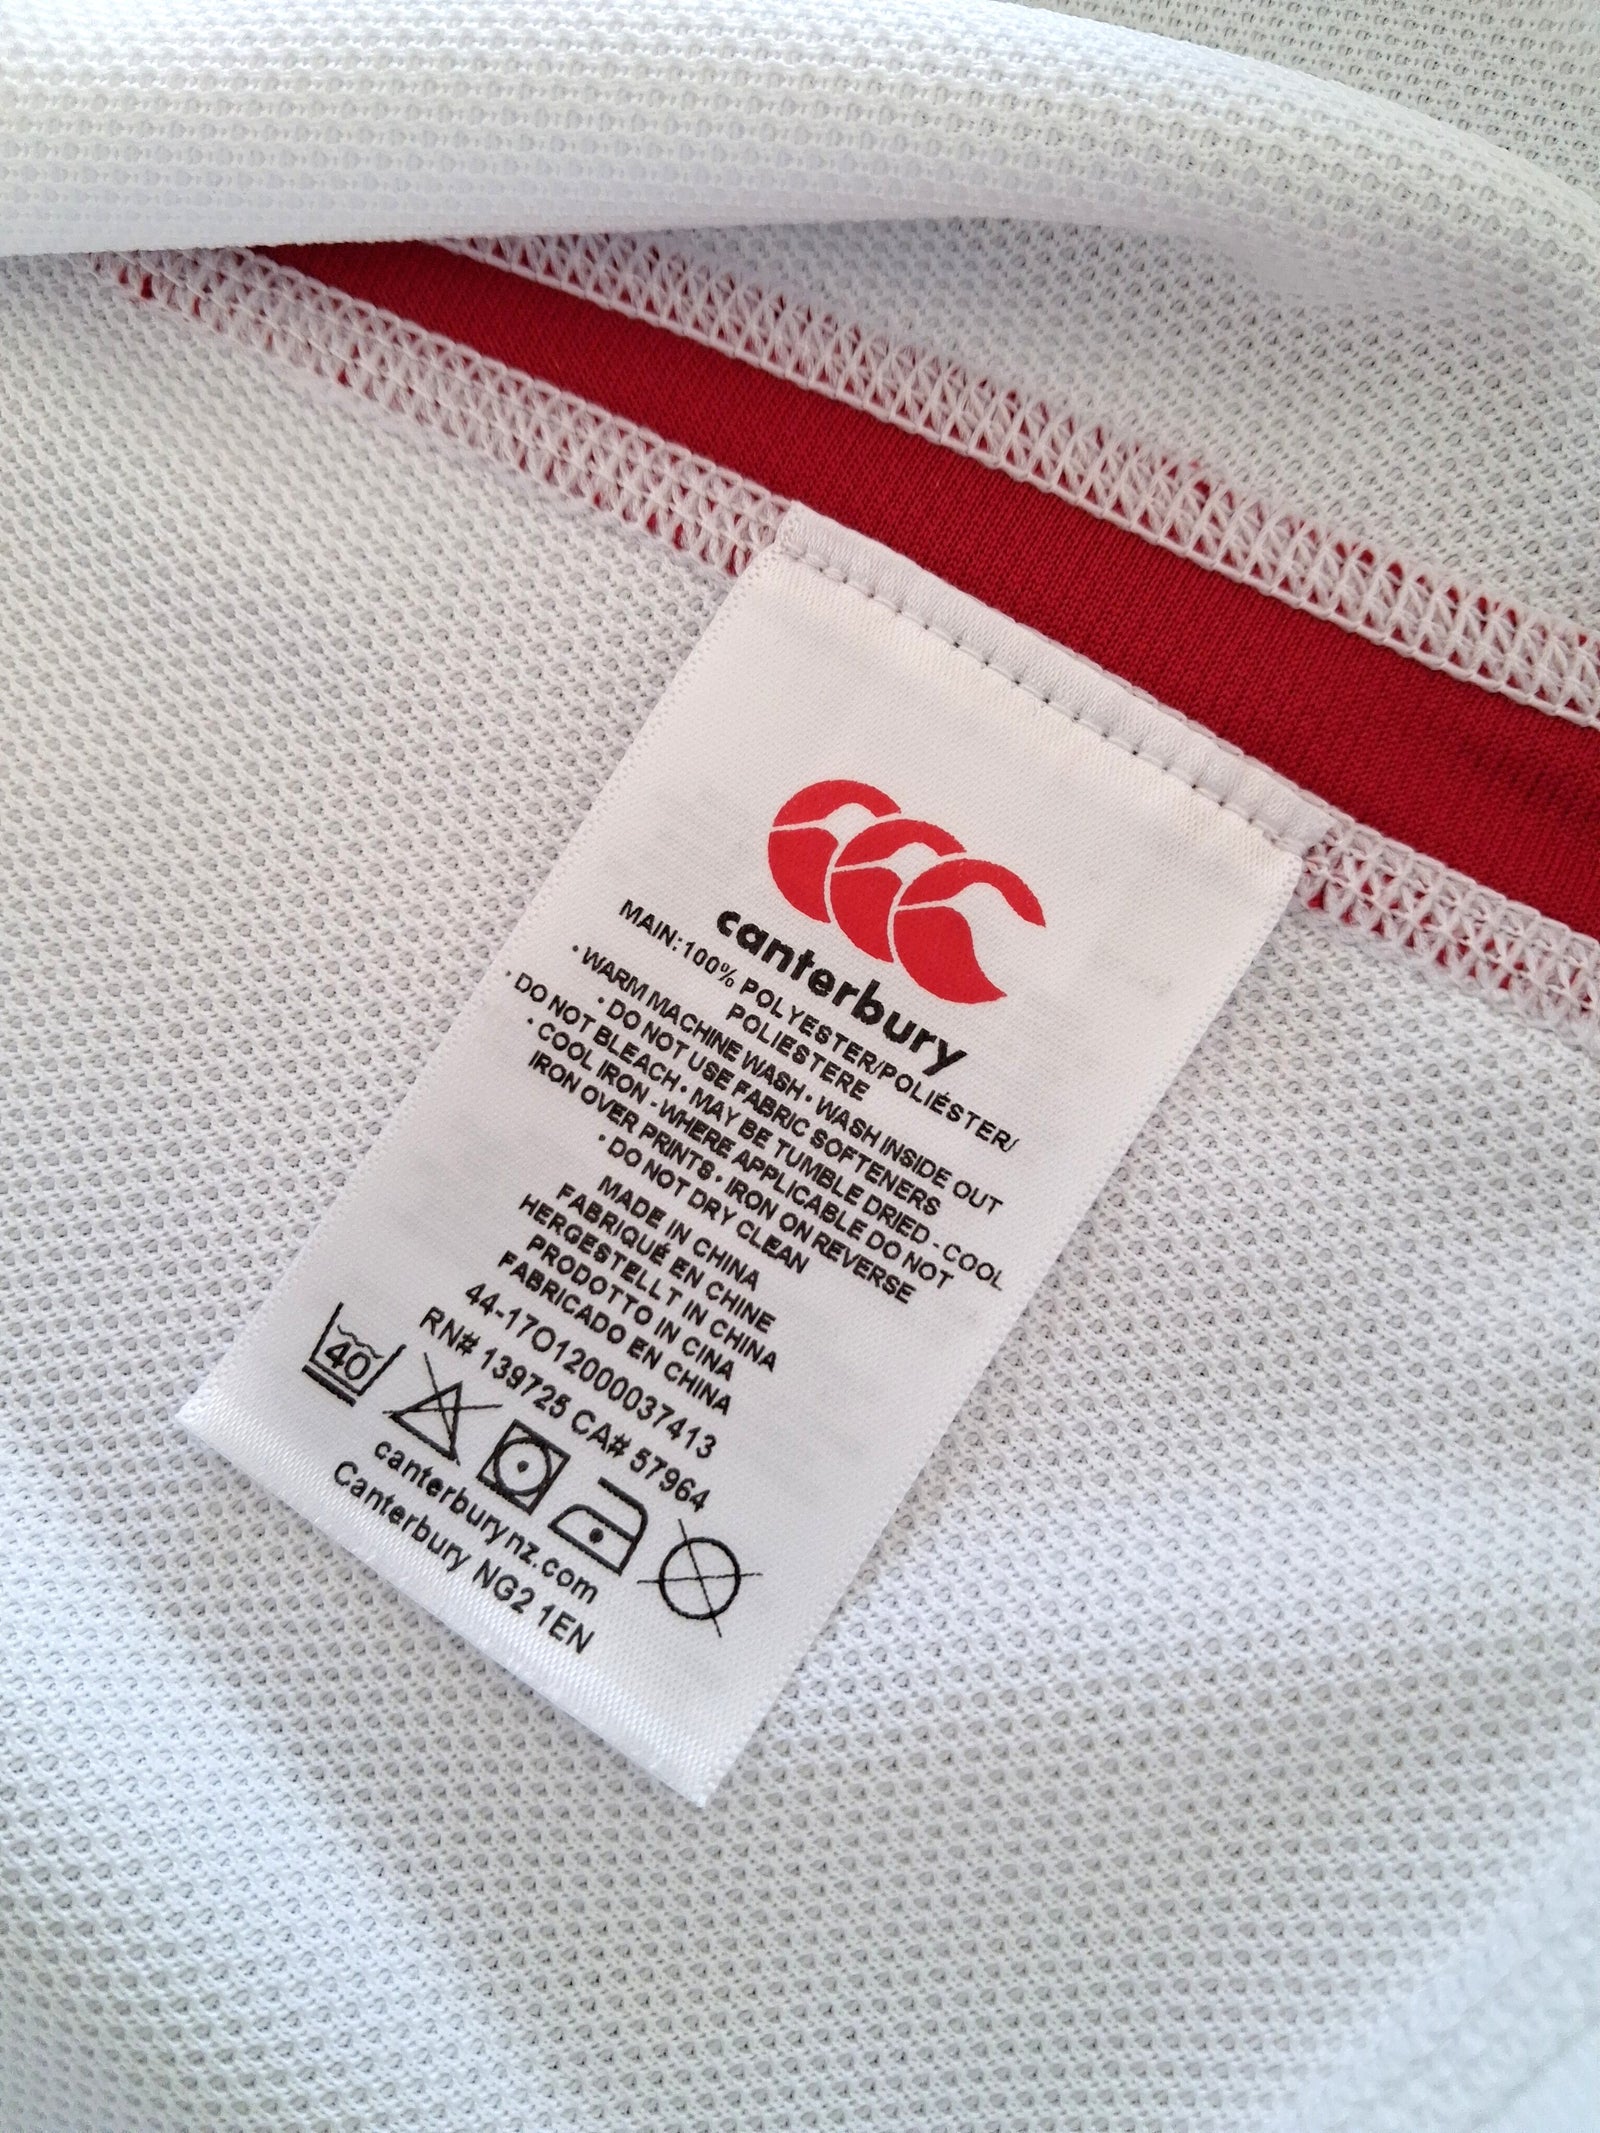 canterbury
MAIN:100% POLYESTER/POLIÉSTER/
POLIESTERE
• WARM MACHINE WASH • WASH INSIDE OUT
• DO NOT USE FABRIC SOFTENERS
• DO NOT BLEACH • MAY BE TUMBLE DRIED - COOL
• COOL IRON - WHERE APPLICABLE DO NOT
IRON OVER PRINTS • IRON ON REVERSE
• DO NOT DRY CLEAN
MADE IN CHINA
FABRIQUÉ EN CHINE
HERGESTELLT IN CHINA
PRODOTTO IN CINA
FABRICADO EN CHINA
44-17O12000037413
RN# 139725 CA# 57964
40
canterburynz.com
Canterbury NG2 1EN